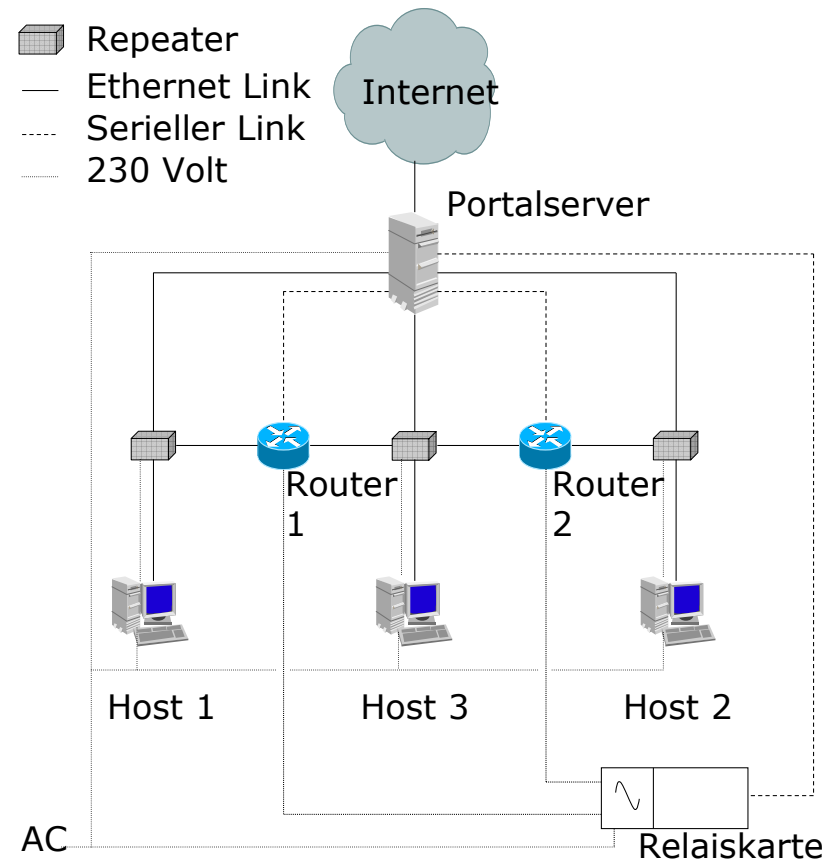 Repeater
Ethernet Link
Serieller Link
230 Volt
Internet
Portalserver
Router
1
Router
2
Host 1
Host 3
Host 2
AC
Relaiskarte